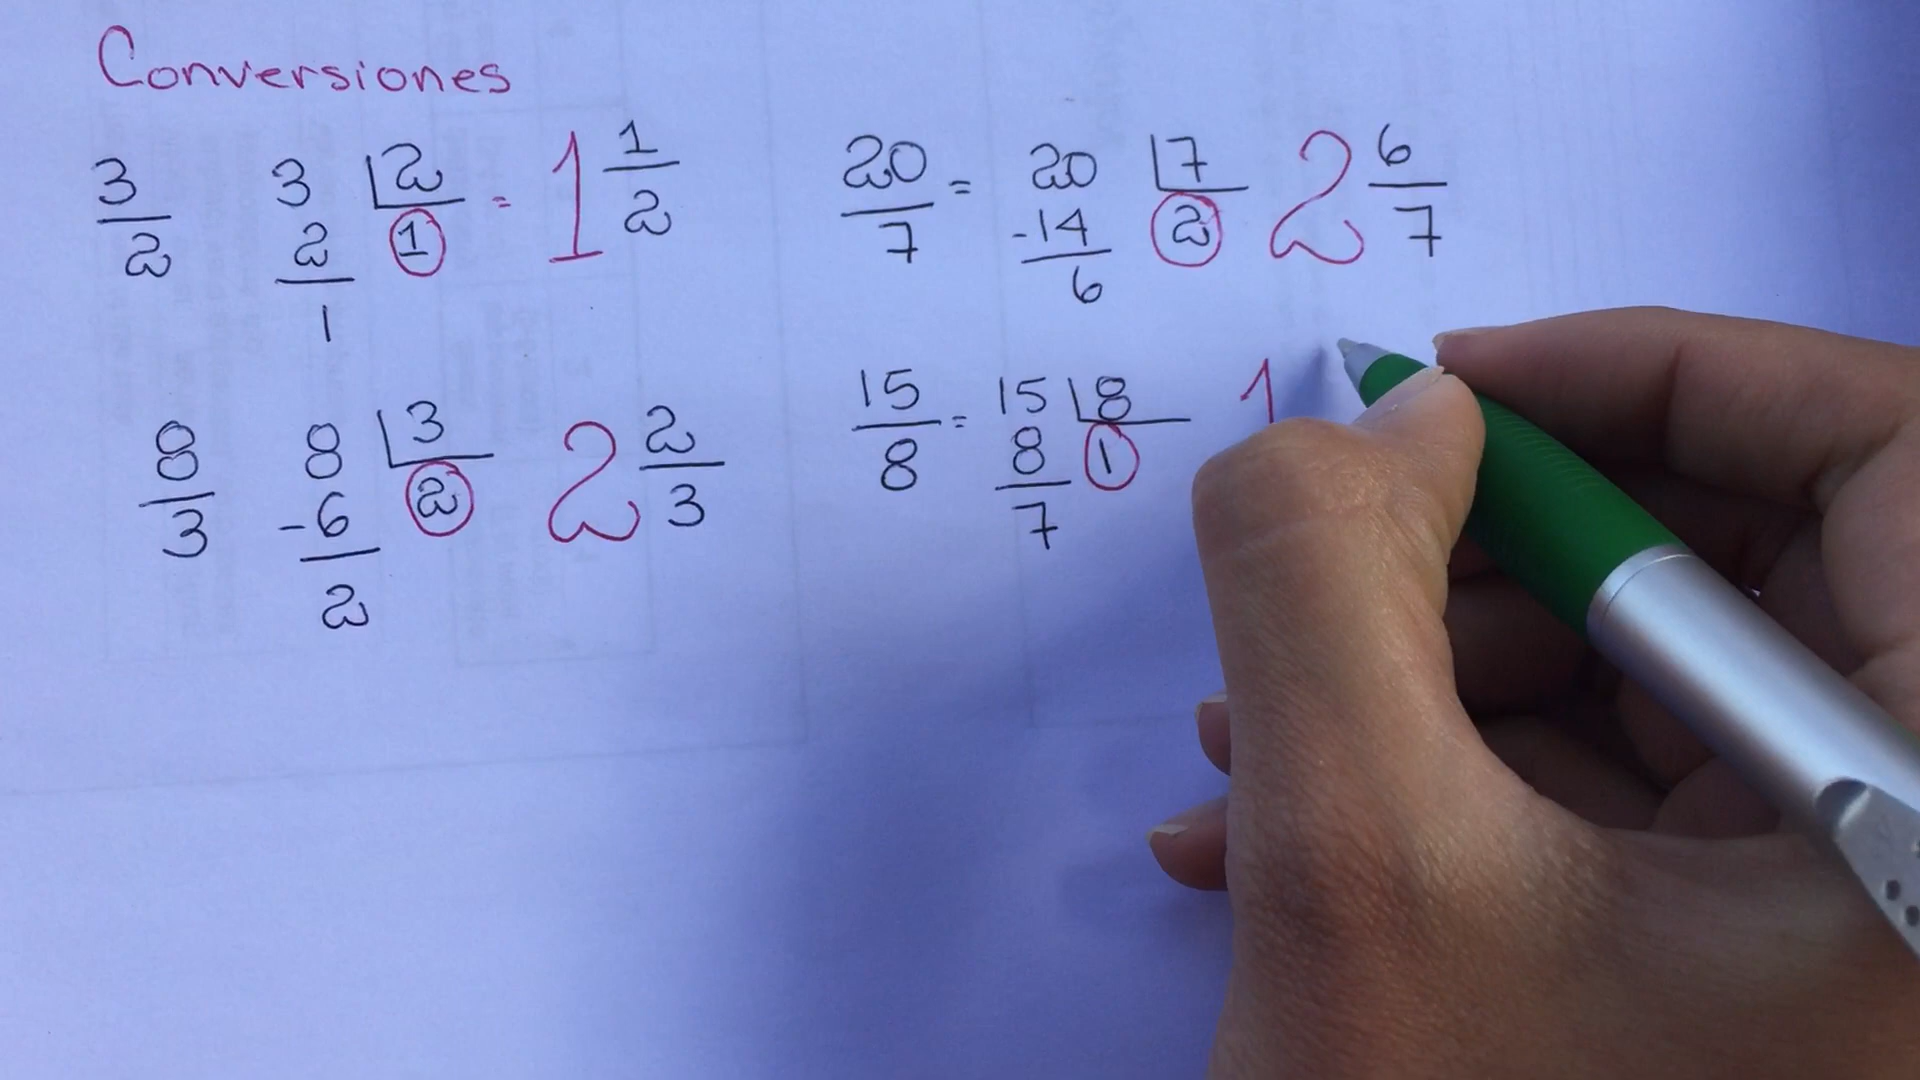 Conversiones
3/2 3 |2 = 1 1/2
2 1
1
8/3 8 |3 2 2/3
-6 2
2
20/7 = 20 |7 2 6/7
-14 2
6
15/8 = 15 |8 1
8 1
7